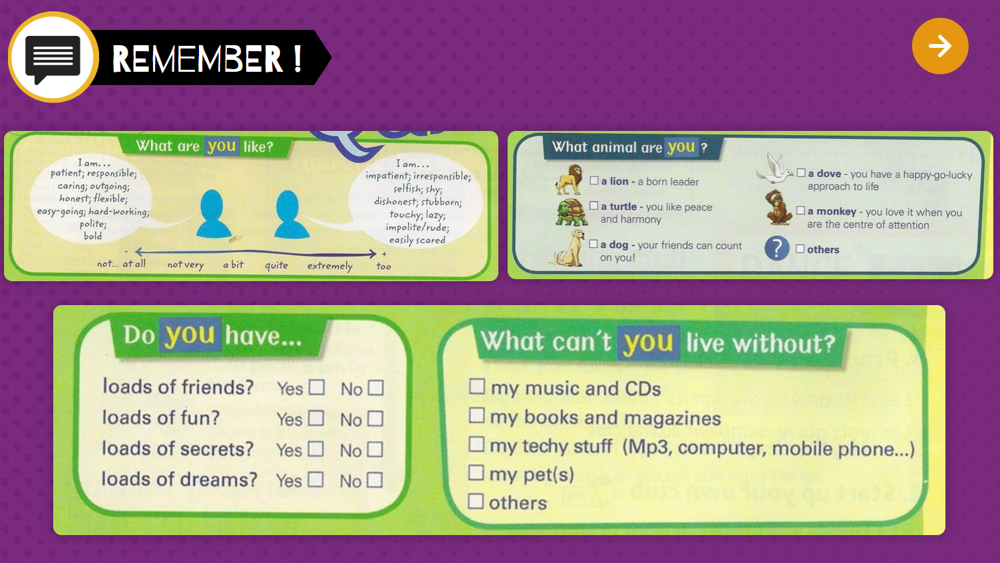 REMEMBER !
What are you like?
I am...
patient; responsible;
caring; outgoing;
honest; flexible;
easy-going; hard-working;
polite;
bold
I am...
impatient; irresponsible;
selfish; shy;
dishonest; stubborn;
touchy; lazy;
impolite/rude;
easily scared
- +
not... at all not very a bit quite extremely too
What animal are you ?
a lion - a born leader
a turtle - you like peace
and harmony
a dog - your friends can count
on you!
a dove - you have a happy-go-lucky
approach to life
a monkey - you love it when you
are the centre of attention
?
others
Do you have...
loads of friends? Yes No
loads of fun? Yes No
loads of secrets? Yes No
loads of dreams? Yes No
What can't you live without?
my music and CDs
my books and magazines
my techy stuff (Mp3, computer, mobile phone...)
my pet(s)
others